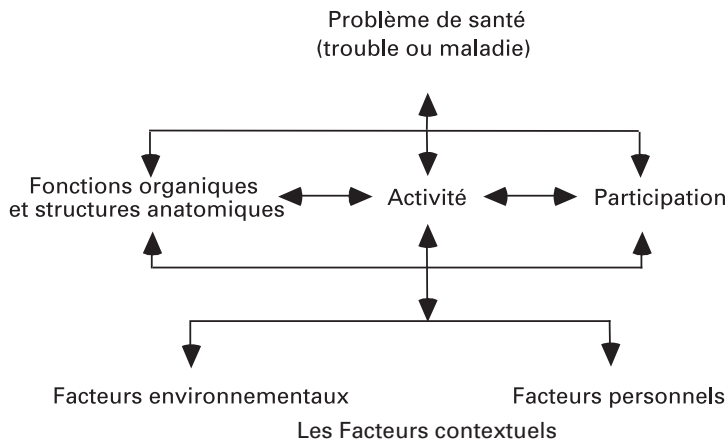 Problème de santé
(trouble ou maladie)
Fonctions organiques
et structures anatomiques
Activité
Participation
Facteurs environnementaux
Facteurs personnels
Les Facteurs contextuels